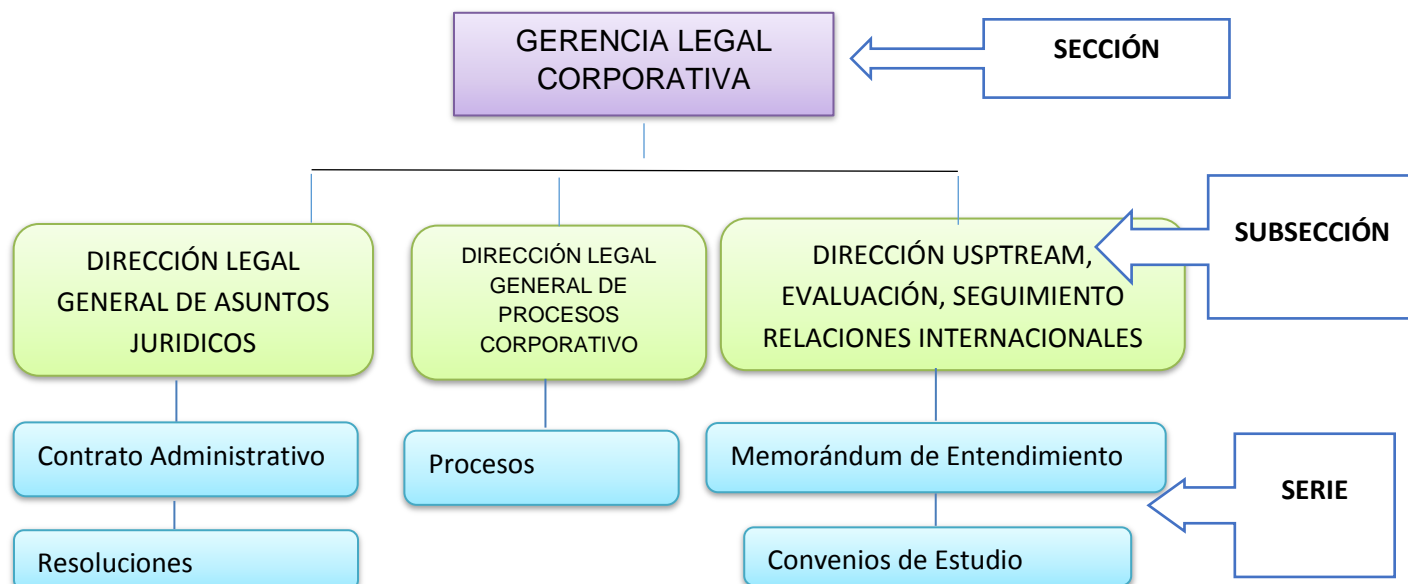 GERENCIA LEGAL
CORPORATIVA
SECCIÓN
DIRECCIÓN LEGAL
GENERAL DE ASUNTOS
JURIDICOS
DIRECCIÓN LEGAL
GENERAL DE
PROCESOS
CORPORATIVO
DIRECCIÓN USPTREAM,
EVALUACIÓN, SEGUIMIENTO
RELACIONES INTERNACIONALES
SUBSECCIÓN
Contrato Administrativo
Procesos
Memorándum de Entendimiento
SERIE
Resoluciones
Convenios de Estudio